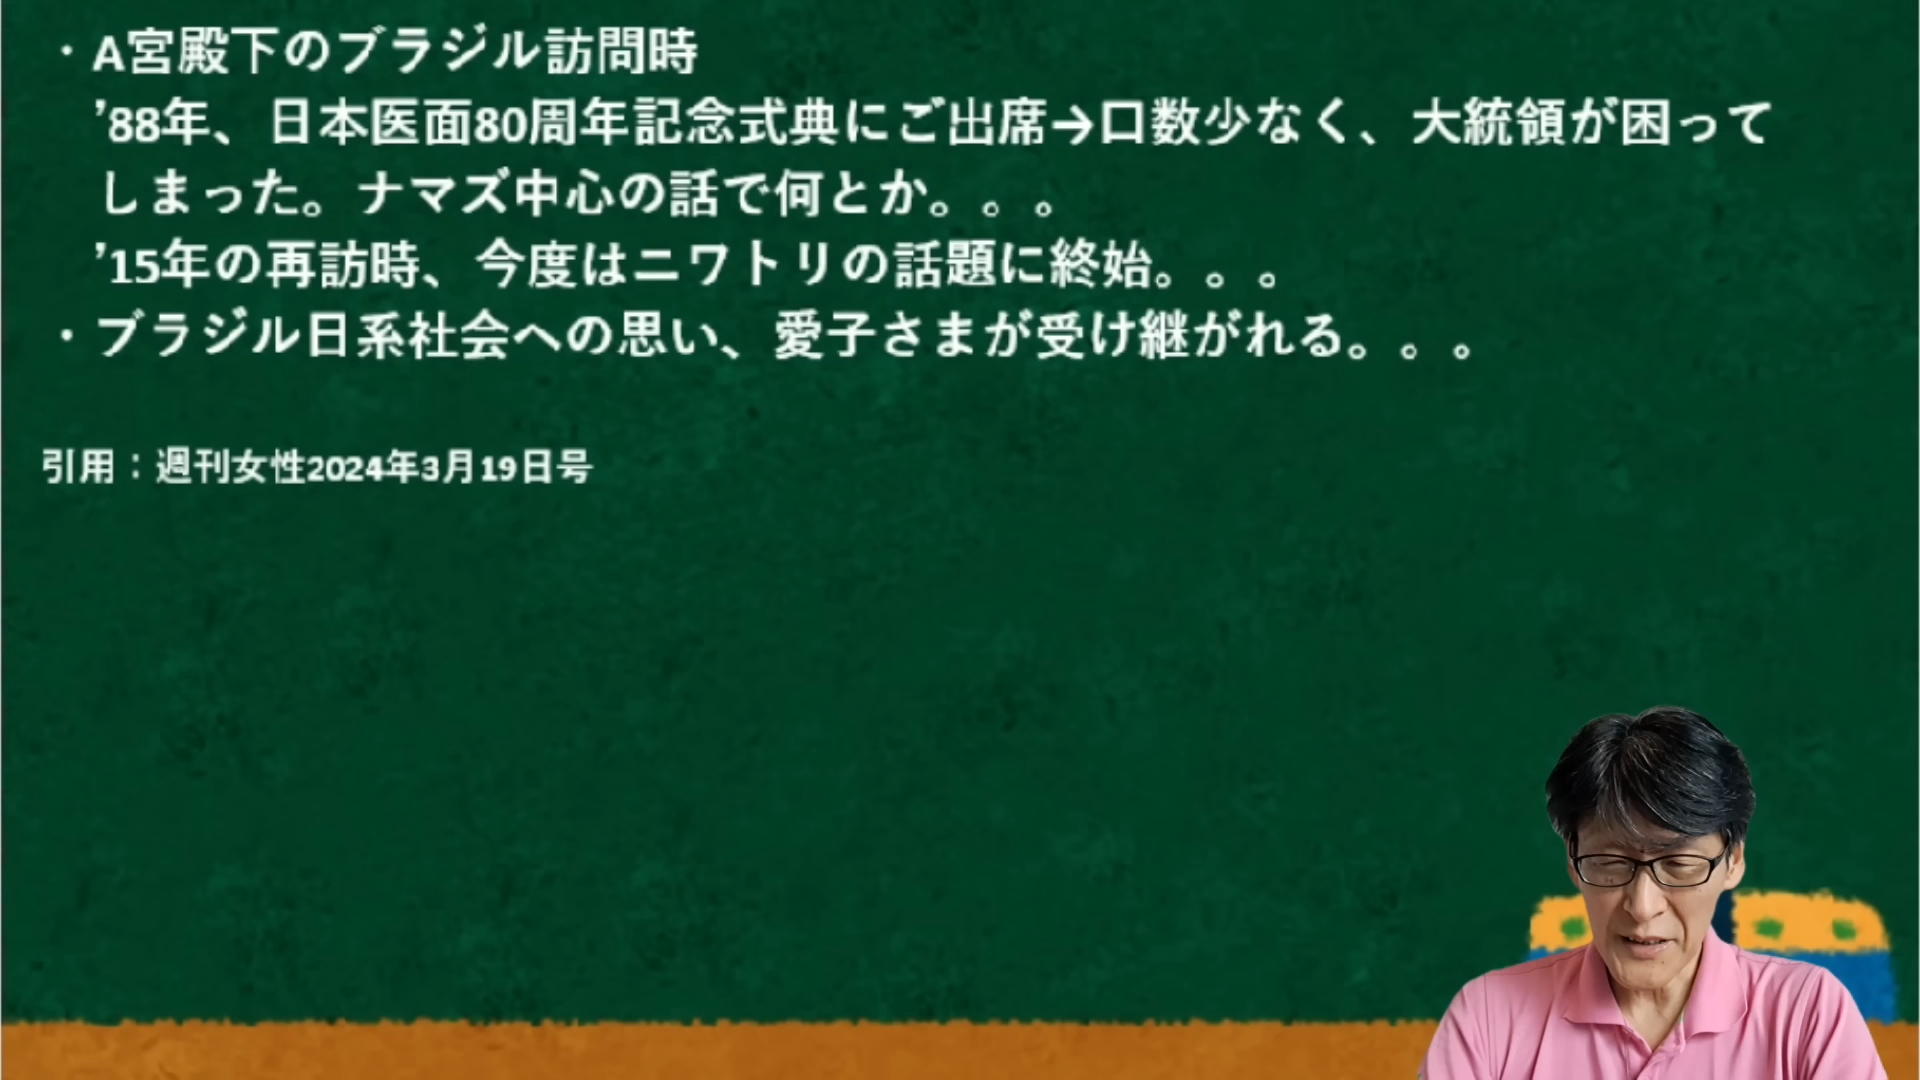 ・A宮殿下のブラジル訪問時
’88年、日本医面80周年記念式典にご出席→口数少なく、大統領が困って
しまった。ナマズ中心の話で何とか。。。
’15年の再訪時、今度はニワトリの話題に終始。。。
・ブラジル日系社会への思い、愛子さまが受け継がれる。。。
引用：週刊女性2024年3月19日号